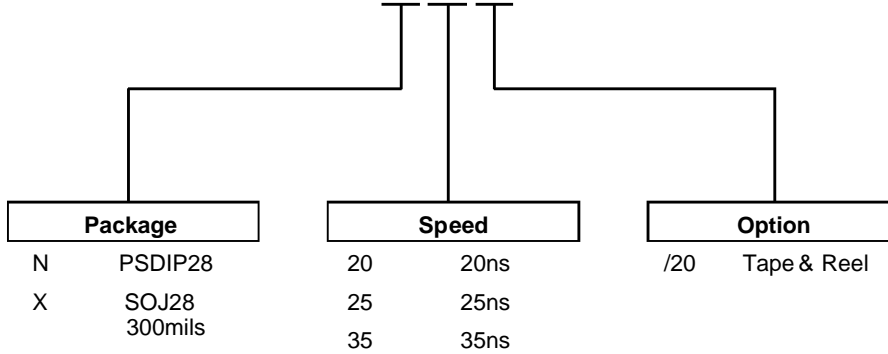 Package
N PSDIP28
X SOJ28
300mils
Speed
20 20ns
25 25ns
35 35ns
Option
/20 Tape & Reel